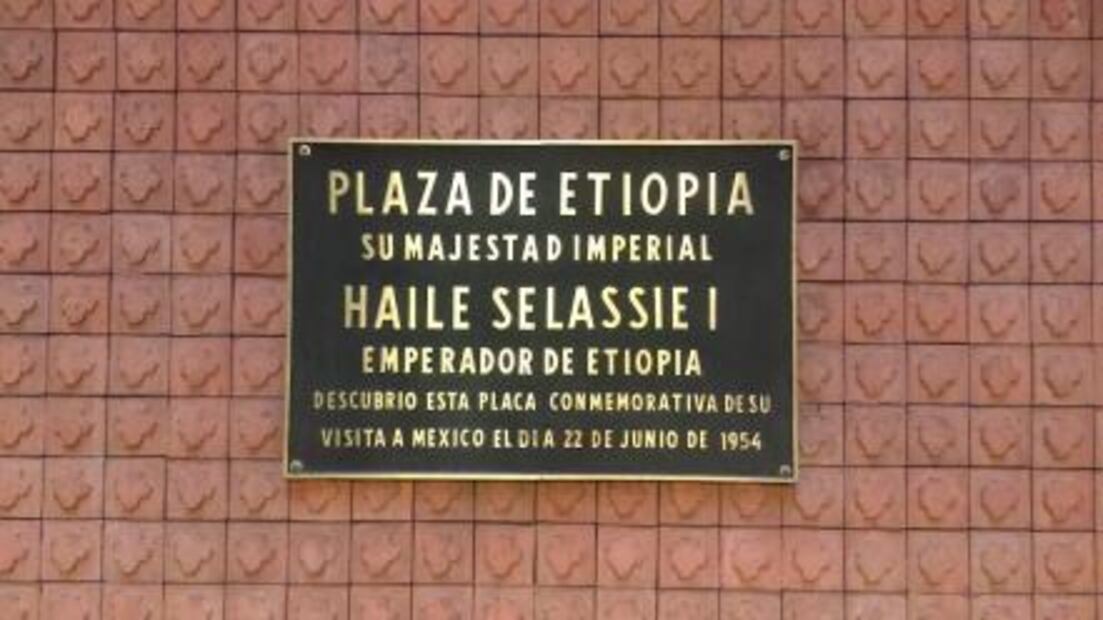 PLAZA DE ETIOPIA
SU MAJESTAD IMPERIAL
HAILE SELASSIE I
EMPERADOR DE ETIOPIA
DESCUBRIO ESTA PLACA CONMEMORATIVA DE SU
VISITA A MEXICO EL DIA 22 DE JUNIO DE 1954